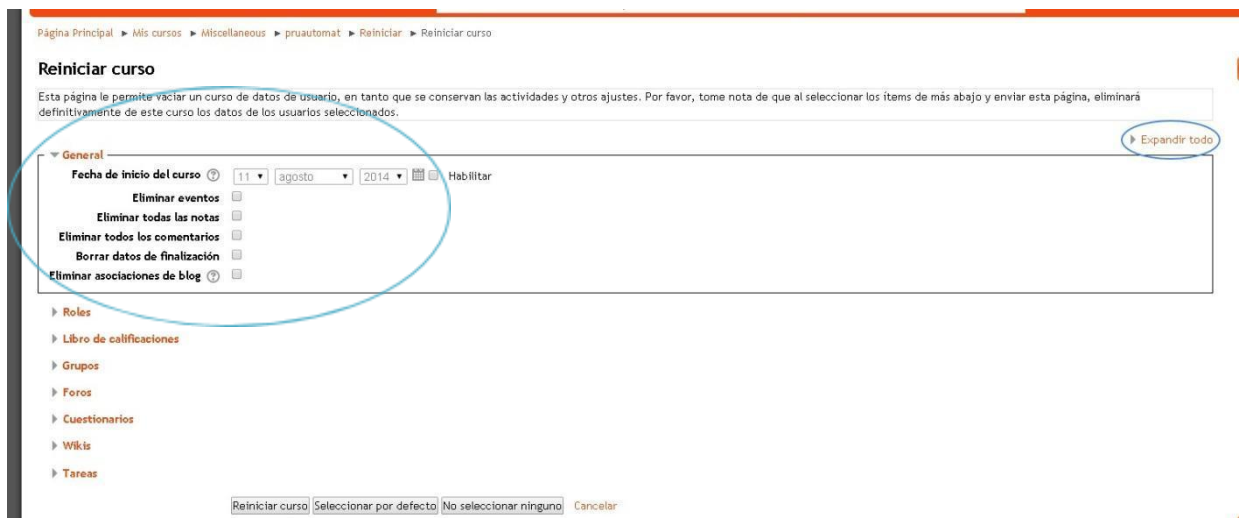 Página Principal ► Mis cursos ► Miscellaneous ► pruautomat ► Reiniciar ► Reiniciar curso
Reiniciar curso
Esta página le permite vaciar un curso de datos de usuario, en tanto que se conservan las actividades y otros ajustes. Por favor, tome nota de que al seleccionar los ítems de más abajo y enviar esta página, eliminará
definitivamente de este curso los datos de los usuarios seleccionados.
Expandir todo
General
Fecha de inicio del curso 11 agosto 2014 Habilitar
Eliminar eventos
Eliminar todas las notas
Eliminar todos los comentarios
Borrar datos de finalización
Eliminar asociaciones de blog
Roles
Libro de calificaciones
Grupos
Foros
Cuestionarios
Wikis
Tareas
Reiniciar curso Seleccionar por defecto No seleccionar ninguno Cancelar